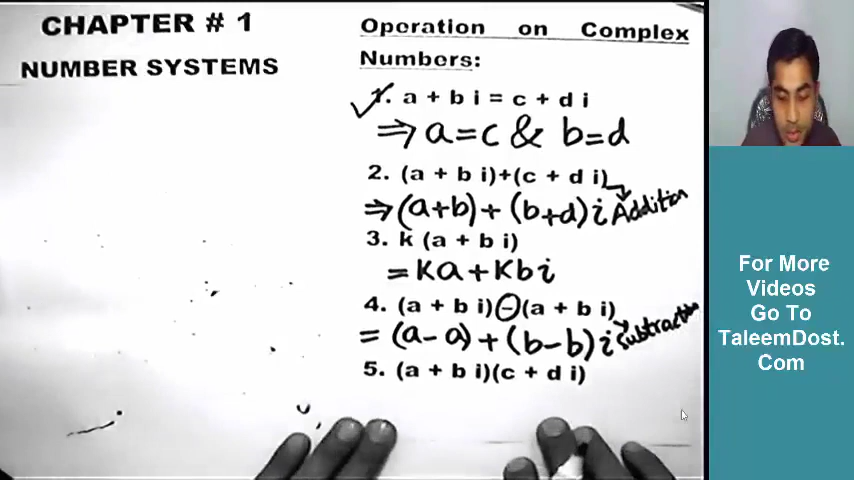 CHAPTER # 1
NUMBER SYSTEMS
Operation on Complex
Numbers:
1. a + b i = c + d i
⇒ a = c & b = d
2. (a + b i)+(c + d i)
⇒ (a+b) + (b+d) i Addition
3. k (a + b i)
= Ka + Kb i
4. (a + b i)-(a + b i)
= (a - a) + (b - b) i Subtraction
5. (a + b i)(c + d i)
For More
Videos
Go To
TaleemDost.
Com